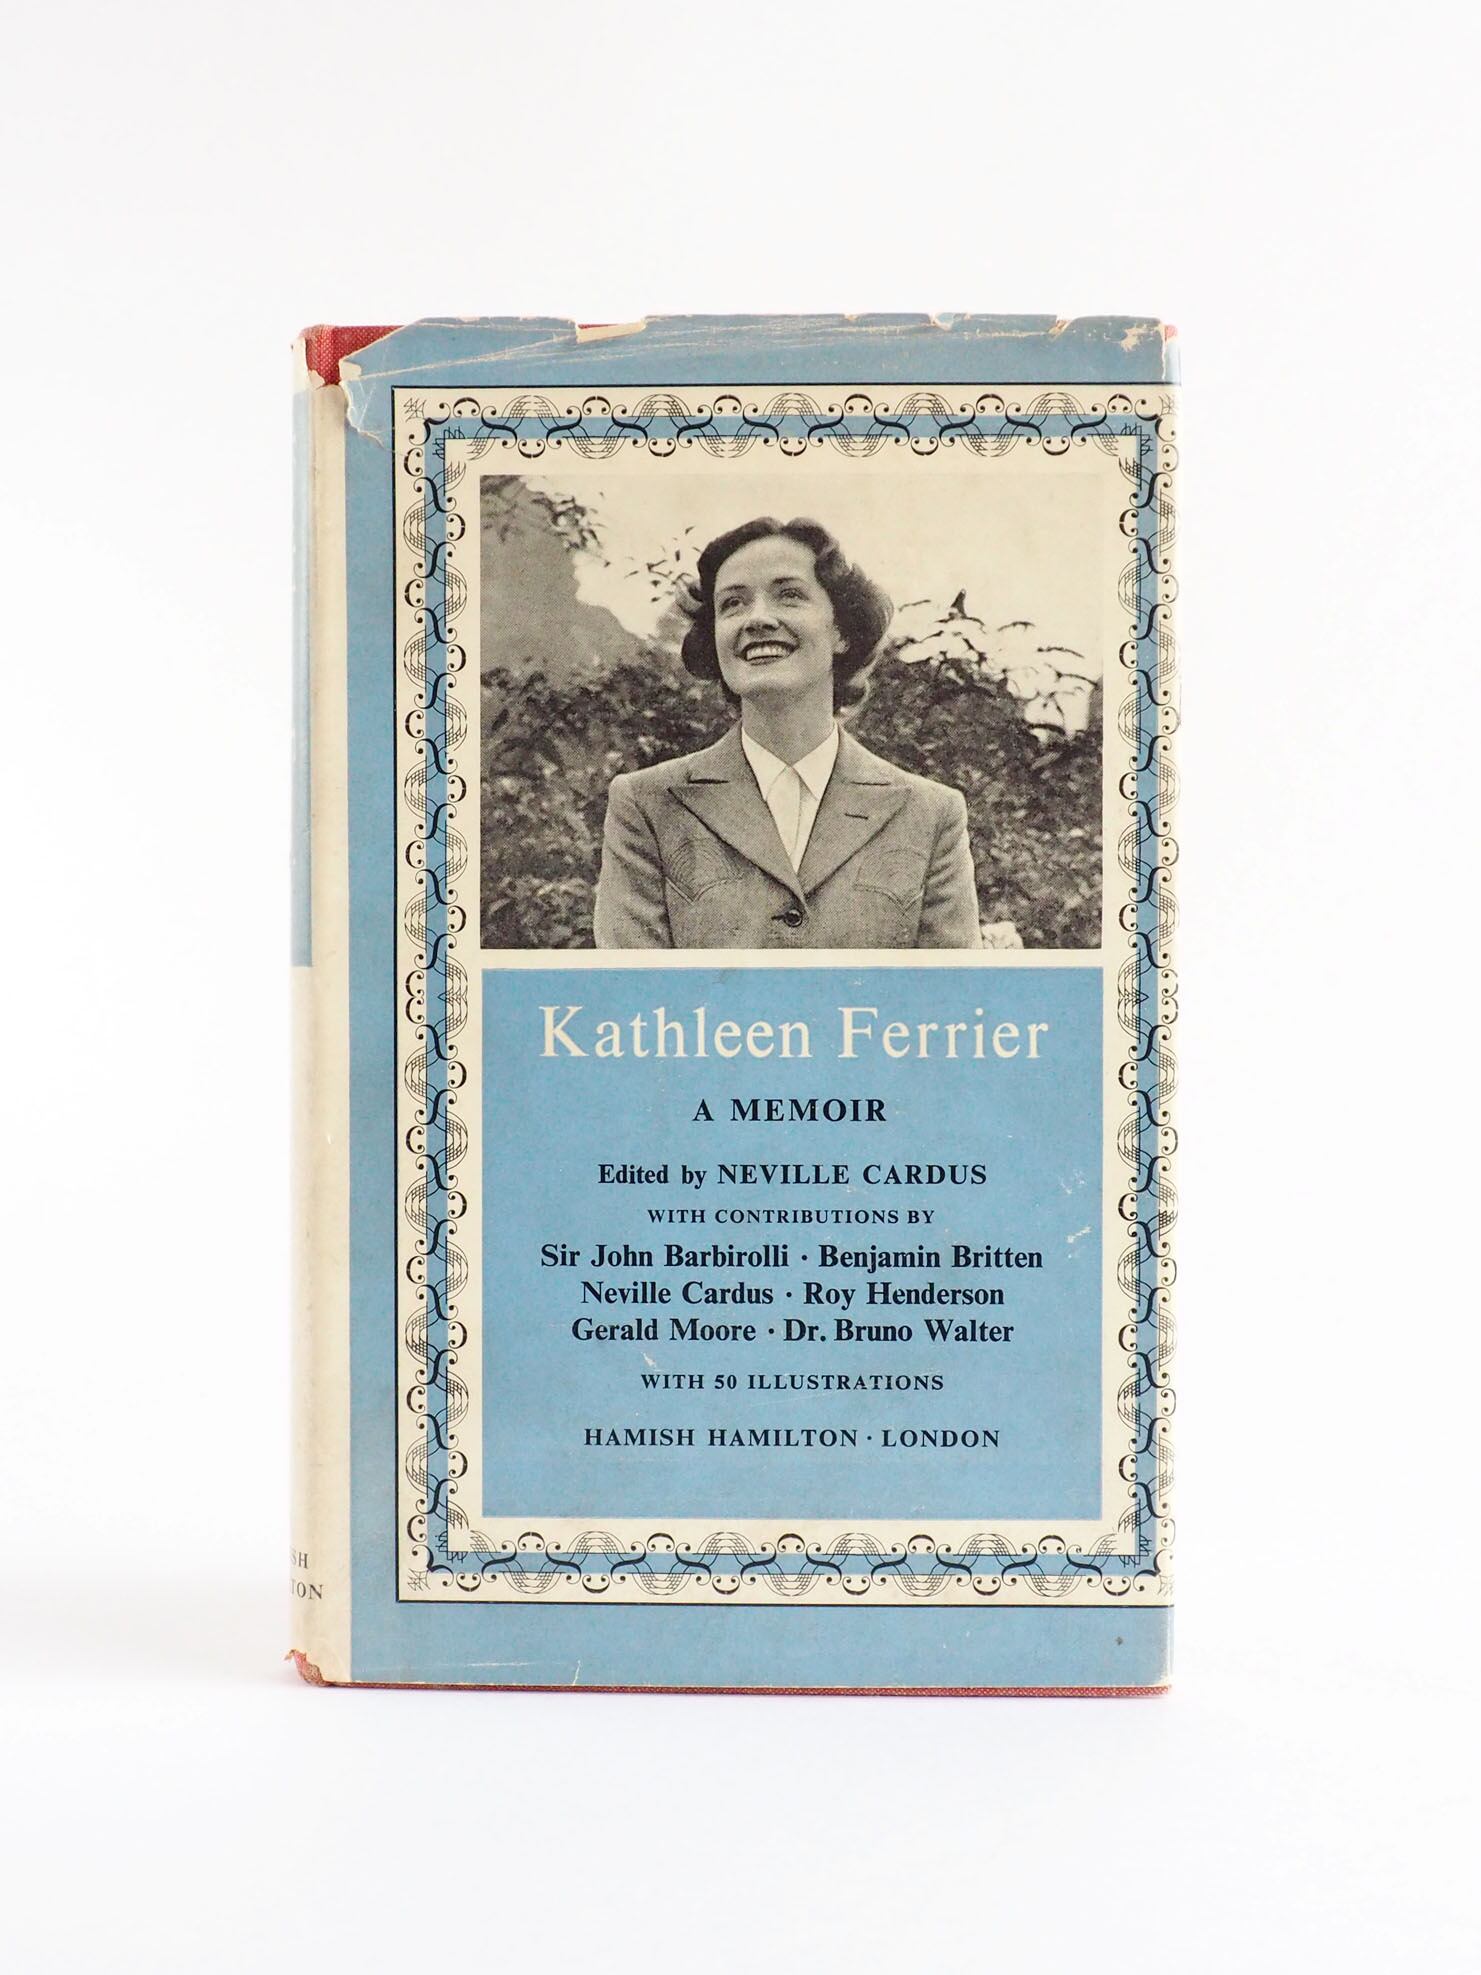 Kathleen Ferrier
A MEMOIR
Edited by NEVILLE CARDUS
WITH CONTRIBUTIONS BY
Sir John Barbirolli · Benjamin Britten
Neville Cardus · Roy Henderson
Gerald Moore · Dr. Bruno Walter
WITH 50 ILLUSTRATIONS
HAMISH HAMILTON · LONDON